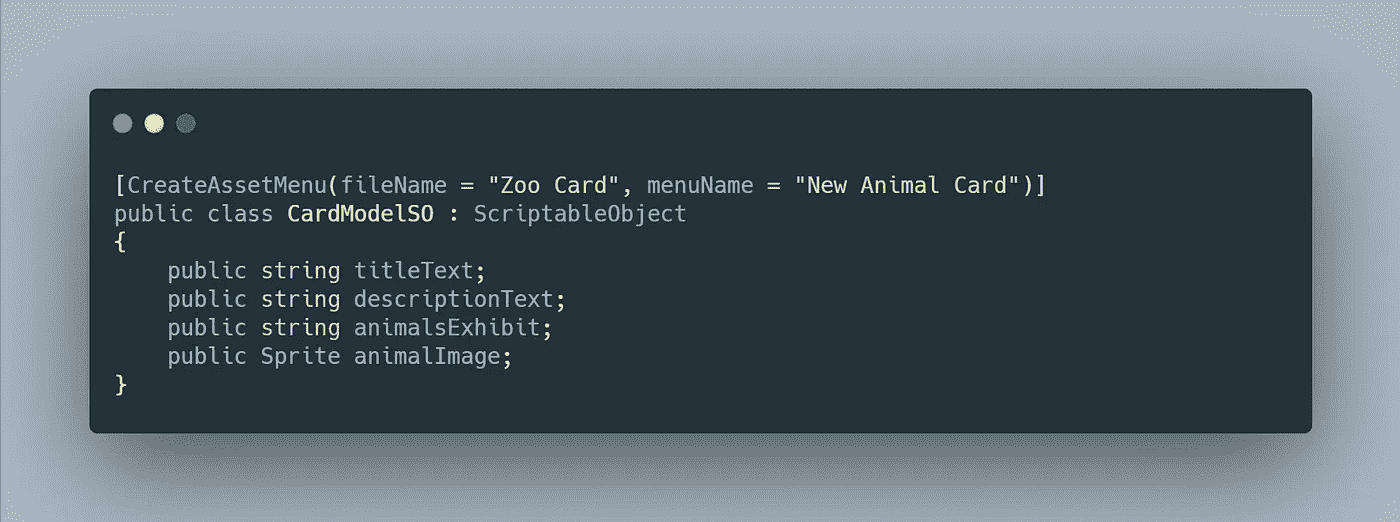 [CreateAssetMenu(fileName = "Zoo Card", menuName = "New Animal Card")]
public class CardModelSO : ScriptableObject
{
    public string titleText;
    public string descriptionText;
    public string animalsExhibit;
    public Sprite animalImage;
}